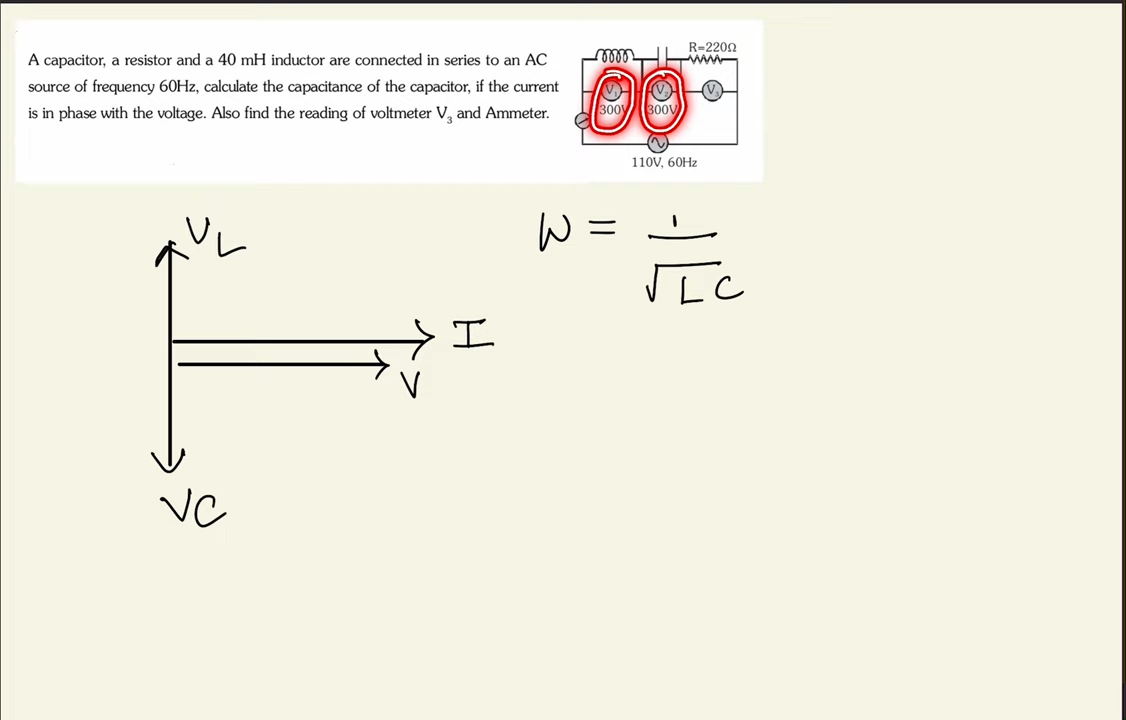 A capacitor, a resistor and a 40 mH inductor are connected in series to an AC
source of frequency 60Hz, calculate the capacitance of the capacitor, if the current
is in phase with the voltage. Also find the reading of voltmeter V₃ and Ammeter.
R=220Ω
V₁ V₂ V₃
300V 300V
110V, 60Hz
V_L
W = 1/√LC
I
V
VC